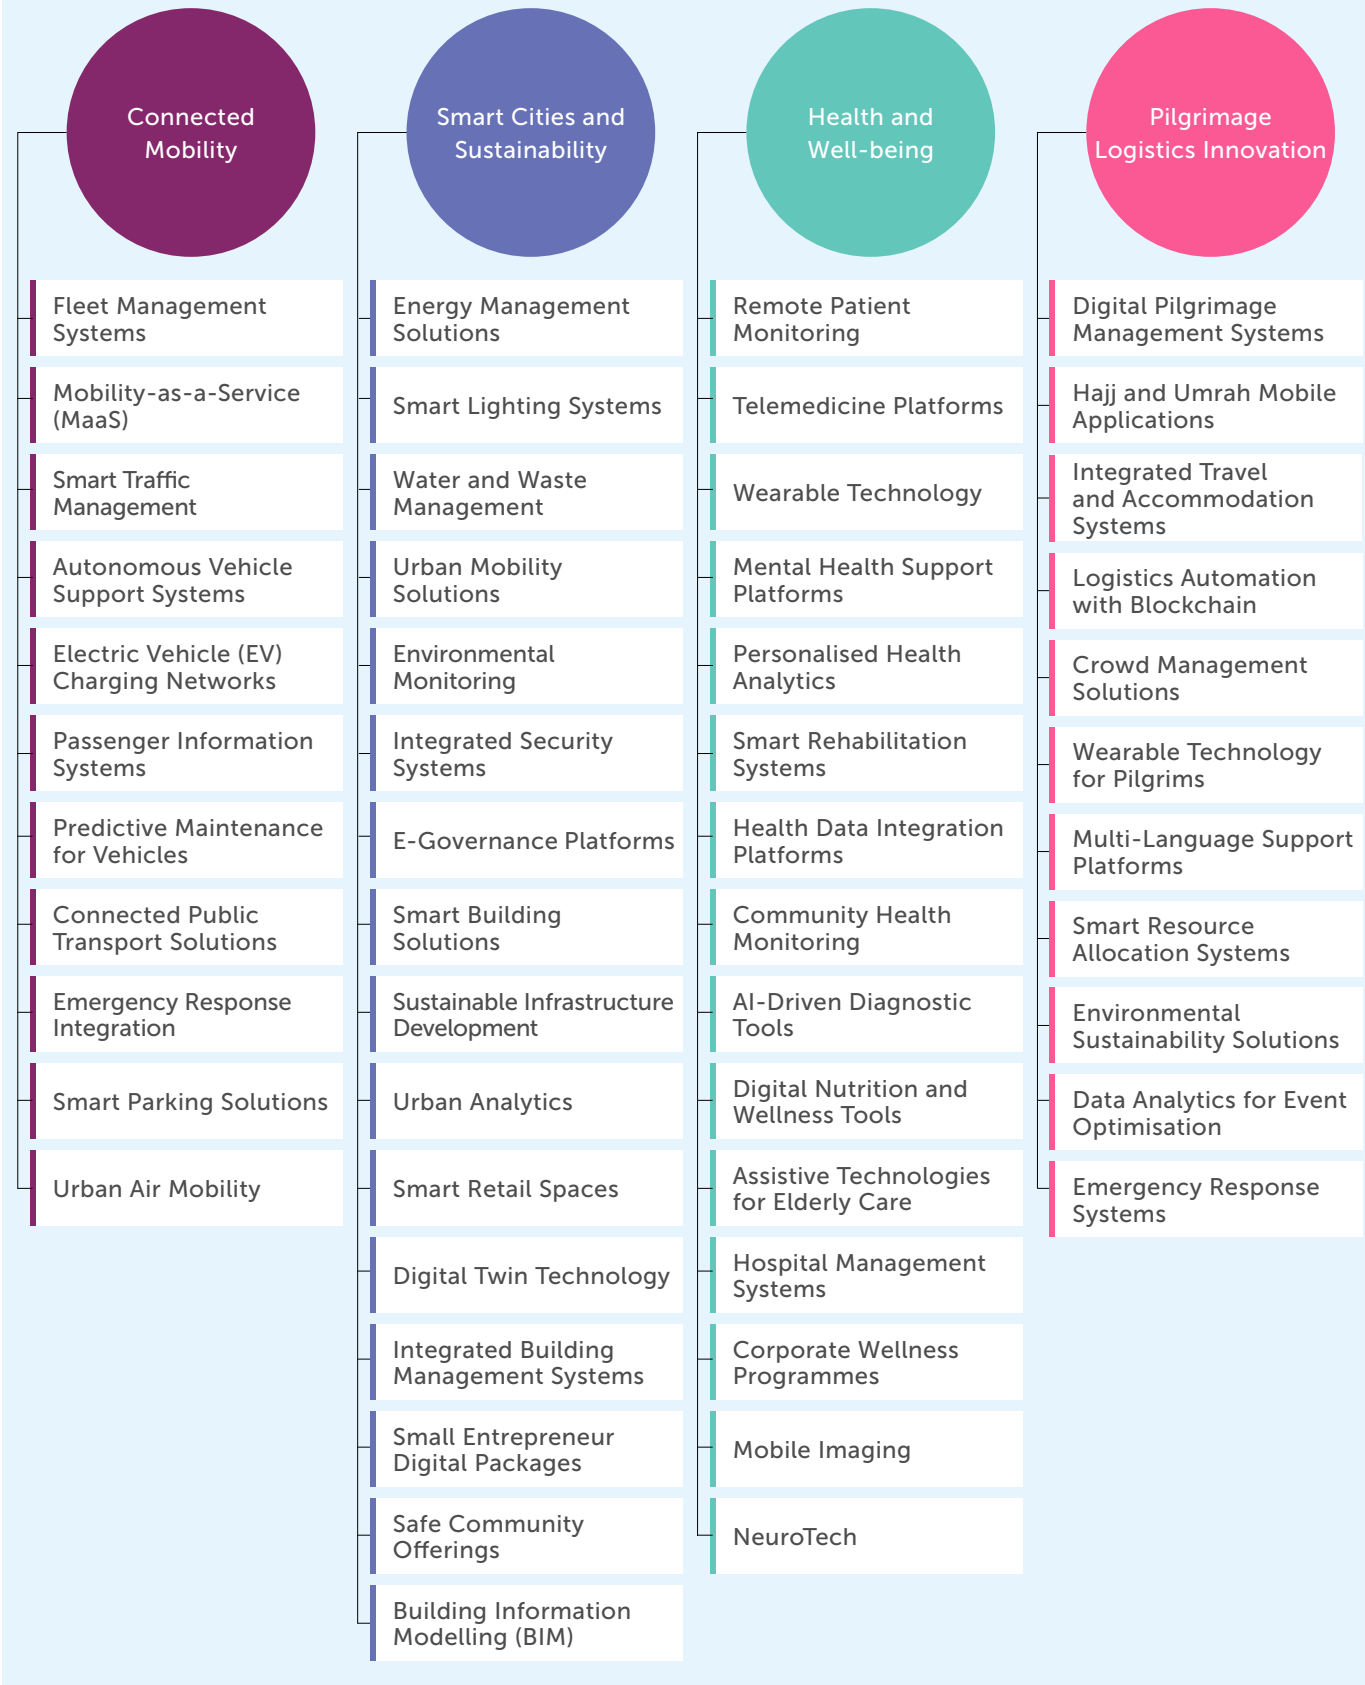 Connected
Mobility
Fleet Management
Systems
Mobility-as-a-Service
(MaaS)
Smart Traffic
Management
Autonomous Vehicle
Support Systems
Electric Vehicle (EV)
Charging Networks
Passenger Information
Systems
Predictive Maintenance
for Vehicles
Connected Public
Transport Solutions
Emergency Response
Integration
Smart Parking Solutions
Urban Air Mobility
Smart Cities and
Sustainability
Energy Management
Solutions
Smart Lighting Systems
Water and Waste
Management
Urban Mobility
Solutions
Environmental
Monitoring
Integrated Security
Systems
E-Governance Platforms
Smart Building
Solutions
Sustainable Infrastructure
Development
Urban Analytics
Smart Retail Spaces
Digital Twin Technology
Integrated Building
Management Systems
Small Entrepreneur
Digital Packages
Safe Community
Offerings
Building Information
Modelling (BIM)
Health and
Well-being
Remote Patient
Monitoring
Telemedicine Platforms
Wearable Technology
Mental Health Support
Platforms
Personalised Health
Analytics
Smart Rehabilitation
Systems
Health Data Integration
Platforms
Community Health
Monitoring
AI-Driven Diagnostic
Tools
Digital Nutrition and
Wellness Tools
Assistive Technologies
for Elderly Care
Hospital Management
Systems
Corporate Wellness
Programmes
Mobile Imaging
NeuroTech
Pilgrimage
Logistics Innovation
Digital Pilgrimage
Management Systems
Hajj and Umrah Mobile
Applications
Integrated Travel
and Accommodation
Systems
Logistics Automation
with Blockchain
Crowd Management
Solutions
Wearable Technology
for Pilgrims
Multi-Language Support
Platforms
Smart Resource
Allocation Systems
Environmental
Sustainability Solutions
Data Analytics for Event
Optimisation
Emergency Response
Systems